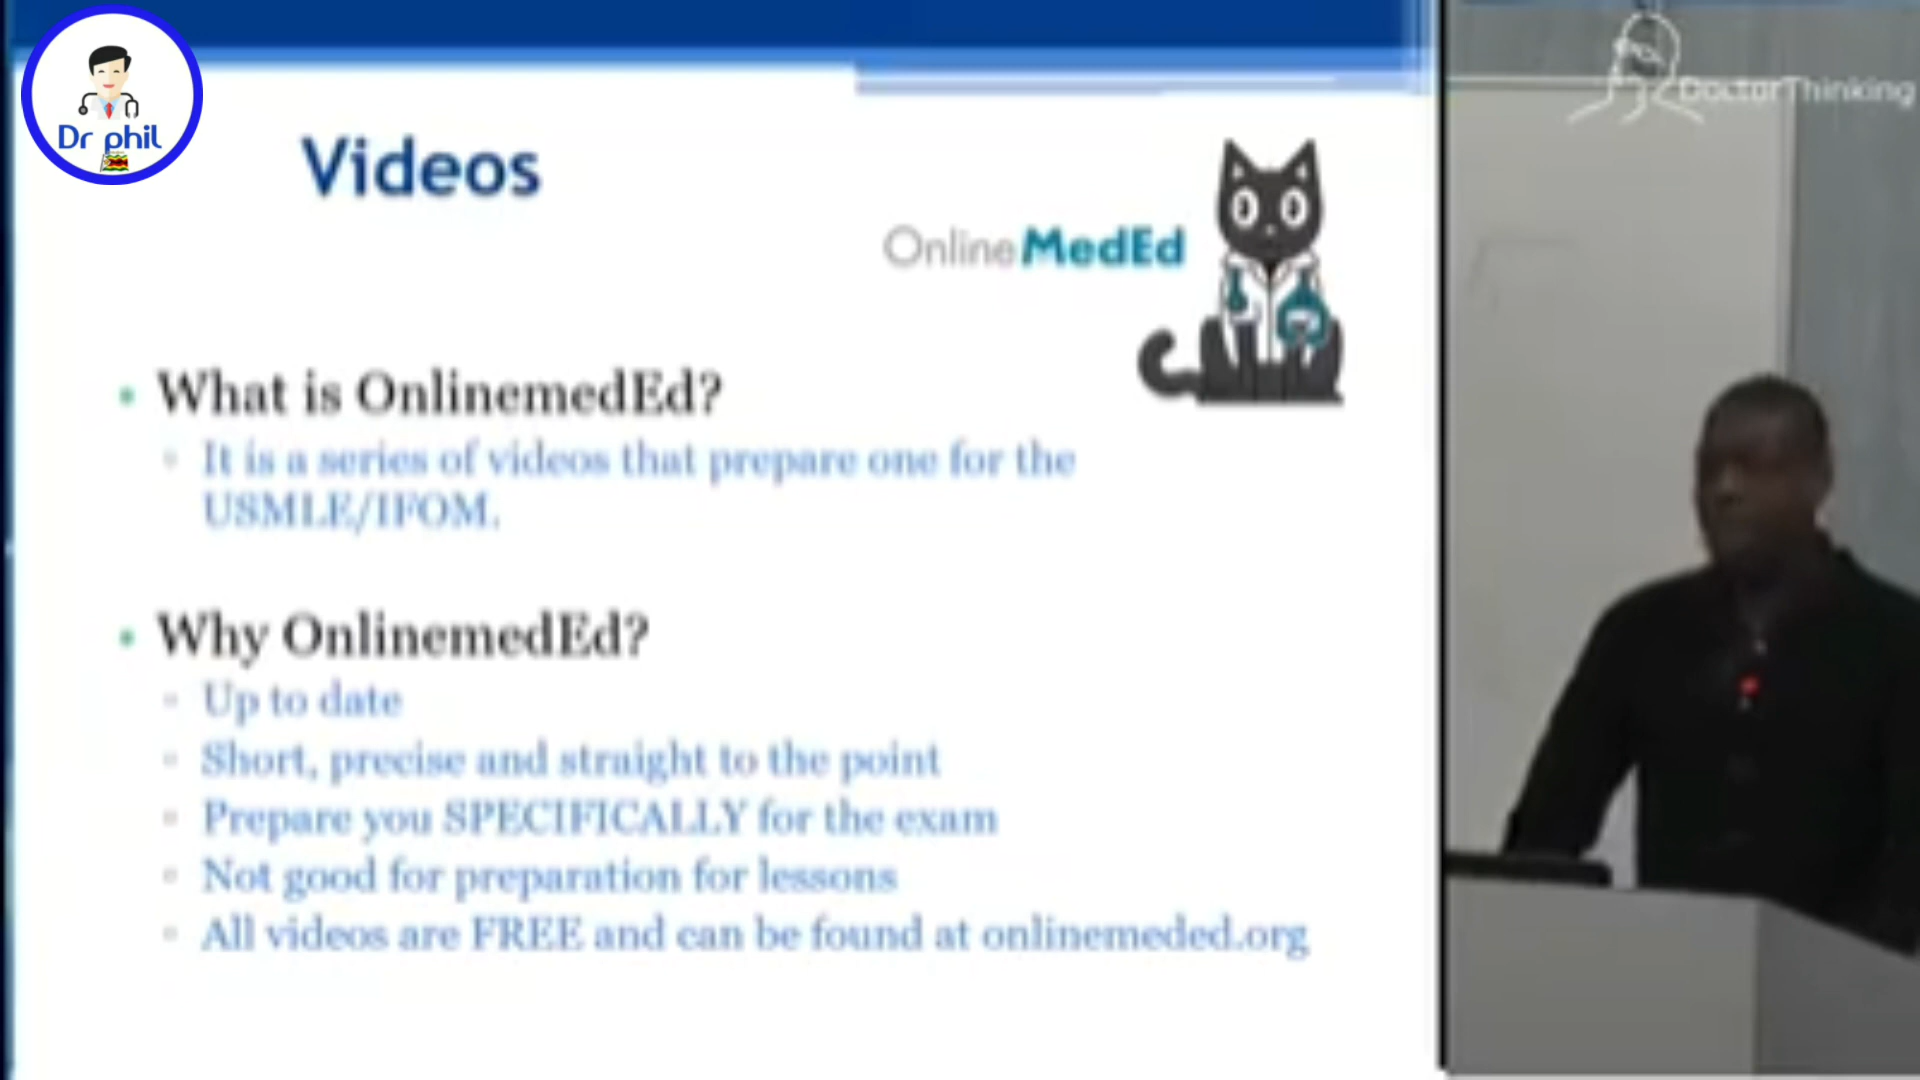 Dr phil
DoctorThinking
Videos
OnlineMedEd
• What is OnlinemedEd?
▫ It is a series of videos that prepare one for the
USMLE/IFOM.
• Why OnlinemedEd?
▫ Up to date
▫ Short, precise and straight to the point
▫ Prepare you SPECIFICALLY for the exam
▫ Not good for preparation for lessons
▫ All videos are FREE and can be found at onlinemeded.org